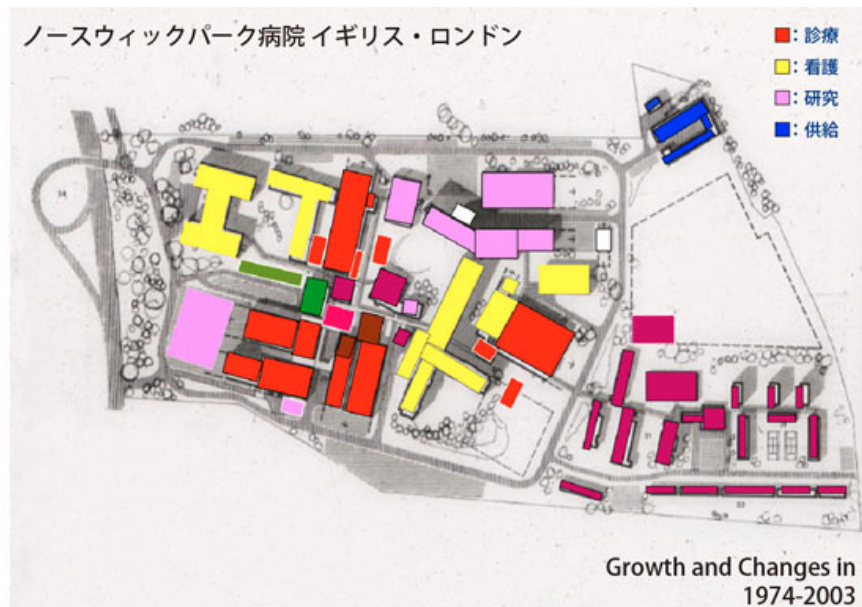 ノースウィックパーク病院 イギリス・ロンドン
■：診療
■：看護
■：研究
■：供給
Growth and Changes in
1974-2003